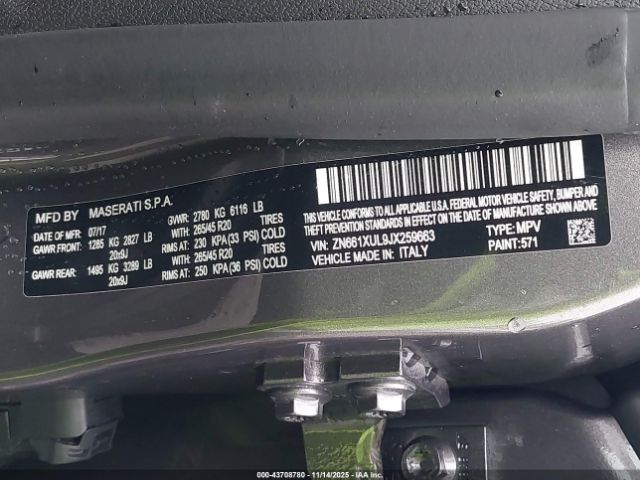 MFD BY MASERATI S.P.A.
DATE OF MFR: 07/17 GVWR: 2780 KG 6116 LB
GAWR FRONT: 1285 KG 2827 LB WITH: 265/45 R20 TIRES
20x9J RIMS AT: 230 KPA(33 PSI) COLD
GAWR REAR: 1495 KG 3289 LB WITH: 265/45 R20 TIRES
20x9J RIMS AT: 250 KPA (36 PSI) COLD
THIS VEHICLE CONFORMS TO ALL APPLICABLE U.S.A. FEDERAL MOTOR VEHICLE SAFETY, BUMPER AND
THEFT PREVENTION STANDARDS IN EFFECT ON THE DATE OF MANUFACTURE SHOWN ABOVE.
VIN: ZN661XUL9JX259663 TYPE: MPV
VEHICLE MADE IN: ITALY PAINT: 571
000-43708780 - 11/14/2025 - IAAI.COM